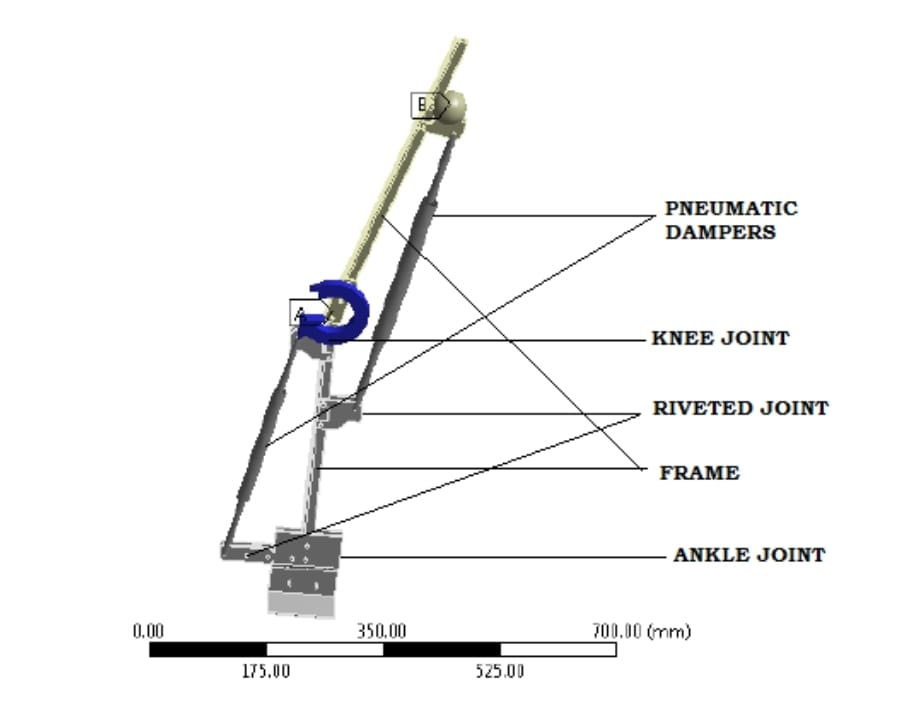 B
PNEUMATIC
DAMPERS
A
KNEE JOINT
RIVETED JOINT
FRAME
ANKLE JOINT
0.00 350.00 700.00 (mm)
175.00 525.00